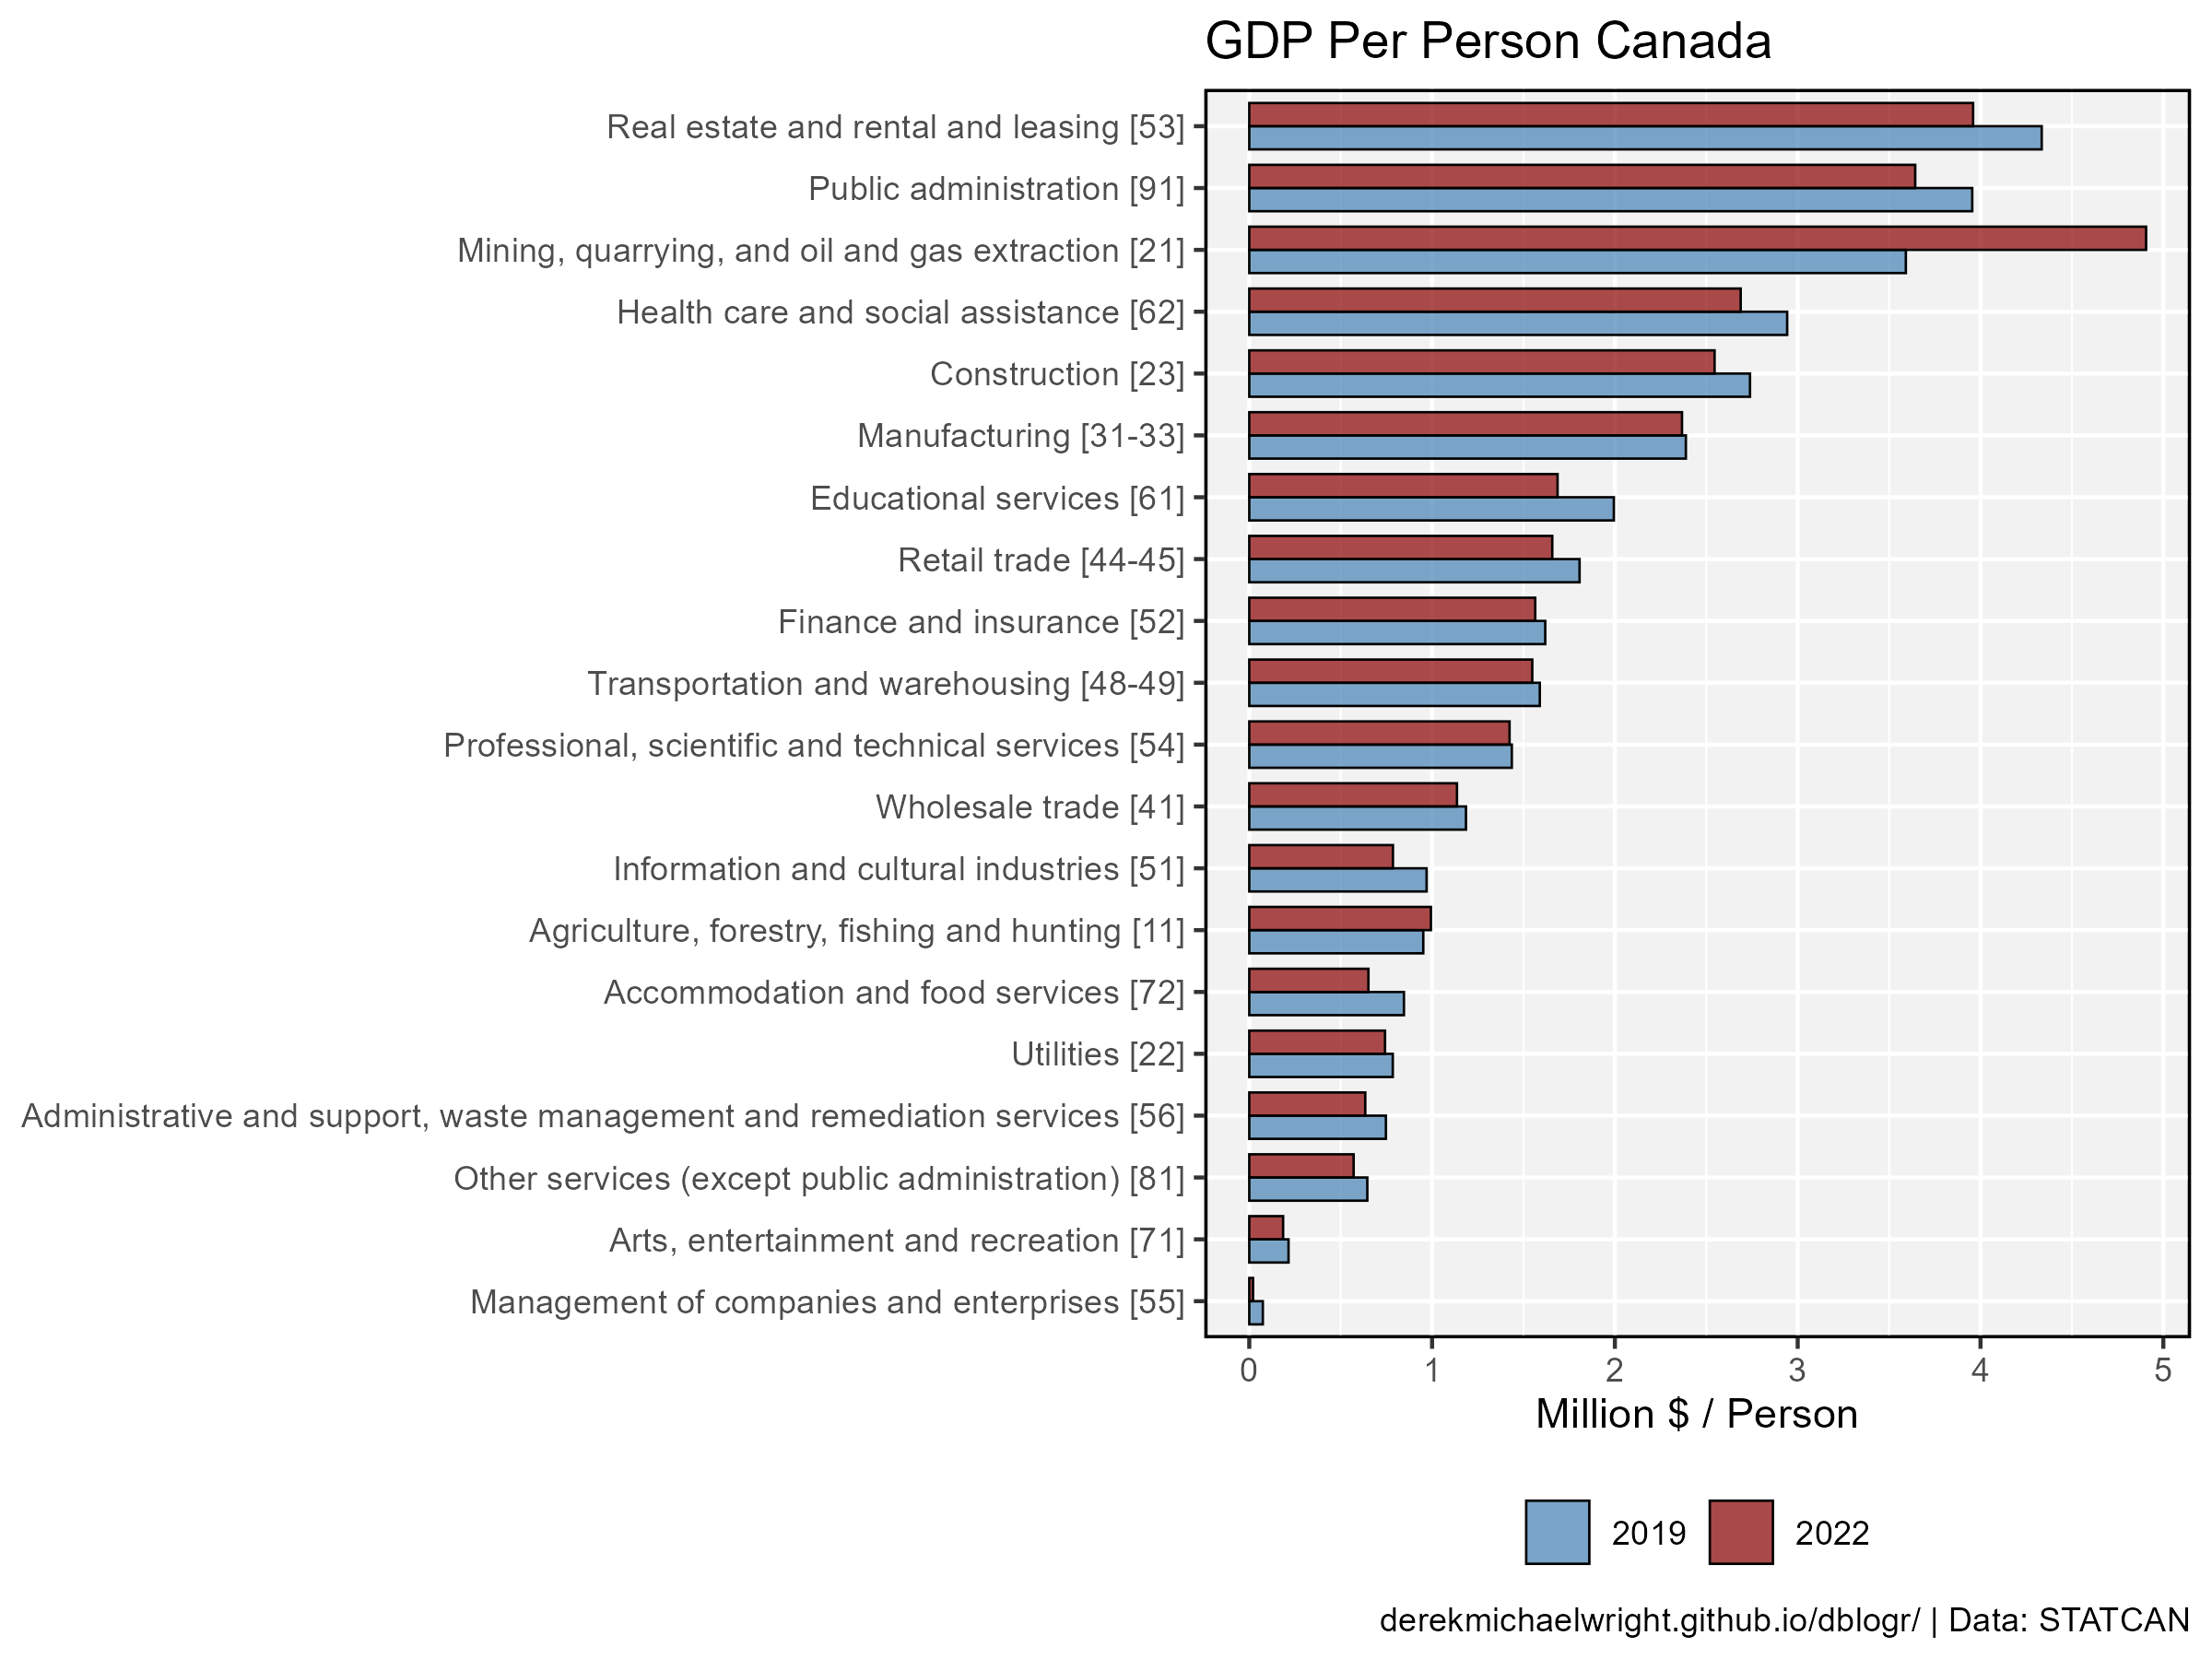 GDP Per Person Canada
Real estate and rental and leasing [53]
Public administration [91]
Mining, quarrying, and oil and gas extraction [21]
Health care and social assistance [62]
Construction [23]
Manufacturing [31-33]
Educational services [61]
Retail trade [44-45]
Finance and insurance [52]
Transportation and warehousing [48-49]
Professional, scientific and technical services [54]
Wholesale trade [41]
Information and cultural industries [51]
Agriculture, forestry, fishing and hunting [11]
Accommodation and food services [72]
Utilities [22]
Administrative and support, waste management and remediation services [56]
Other services (except public administration) [81]
Arts, entertainment and recreation [71]
Management of companies and enterprises [55]
0 1 2 3 4 5
Million $ / Person
2019 2022
derekmichaelwright.github.io/dblogr/ | Data: STATCAN